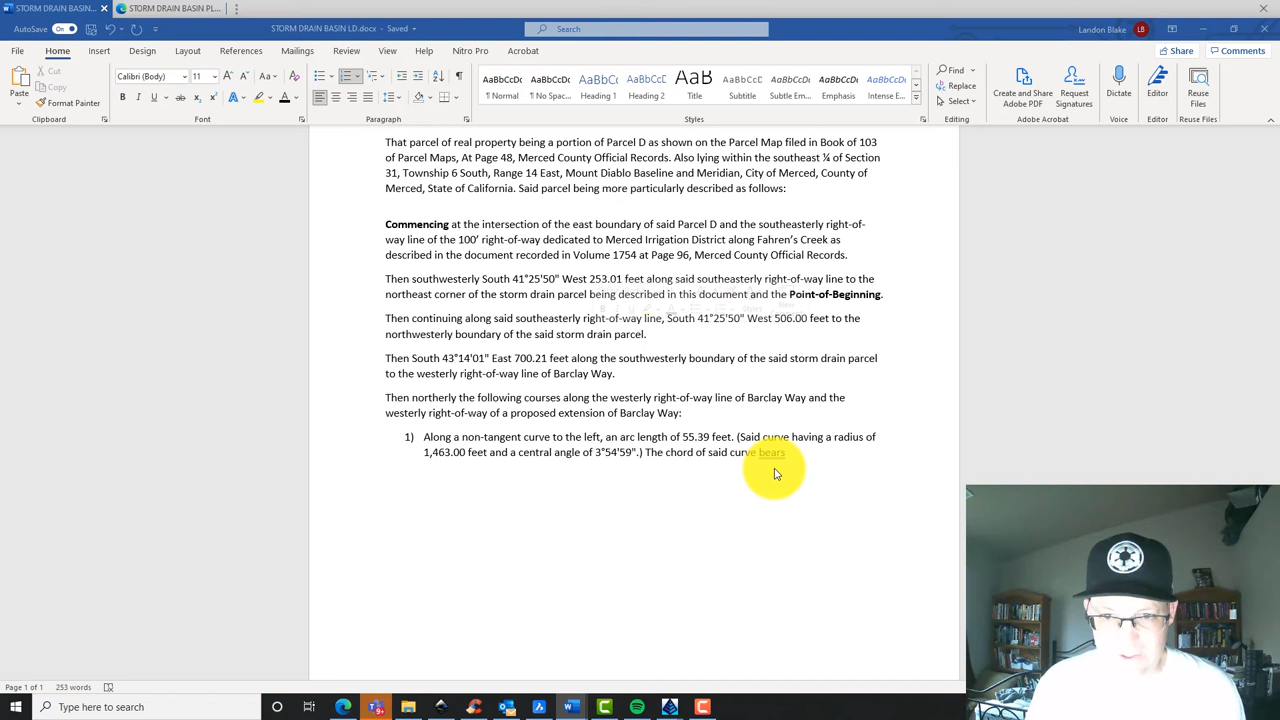 STORM DRAIN BASIN...
STORM DRAIN BASIN PL...
AutoSave On
STORM DRAIN BASIN LD.docx - Saved
Search
Landon Blake
LB
File Home Insert Design Layout References Mailings Review View Help Nitro Pro Acrobat
Share
Comments
Paste
Cut
Copy
Format Painter
Clipboard
Calibri (Body) 11
Font
Paragraph
AaBbCcDc AaBbCcDc AaBbCc AaBbCcD AaB AaBbCcD AaBbCcDc AaBbCcDc AaBbCcDc
¶ Normal ¶ No Spac... Heading 1 Heading 2 Title Subtitle Subtle Em... Emphasis Intense E...
Styles
Find
Replace
Select
Editing
Create and Share Adobe PDF
Request Signatures
Adobe Acrobat
Dictate
Voice
Editor
Editor
Reuse Files
Reuse Files
That parcel of real property being a portion of Parcel D as shown on the Parcel Map filed in Book of 103
of Parcel Maps, At Page 48, Merced County Official Records. Also lying within the southeast ¼ of Section
31, Township 6 South, Range 14 East, Mount Diablo Baseline and Meridian, City of Merced, County of
Merced, State of California. Said parcel being more particularly described as follows:
Commencing at the intersection of the east boundary of said Parcel D and the southeasterly right-of-
way line of the 100’ right-of-way dedicated to Merced Irrigation District along Fahren’s Creek as
described in the document recorded in Volume 1754 at Page 96, Merced County Official Records.
Then southwesterly South 41°25'50" West 253.01 feet along said southeasterly right-of-way line to the
northeast corner of the storm drain parcel being described in this document and the Point-of-Beginning.
Then continuing along said southeasterly right-of-way line, South 41°25'50" West 506.00 feet to the
northwesterly boundary of the said storm drain parcel.
Then South 43°14'01" East 700.21 feet along the southwesterly boundary of the said storm drain parcel
to the westerly right-of-way line of Barclay Way.
Then northerly the following courses along the westerly right-of-way line of Barclay Way and the
westerly right-of-way of a proposed extension of Barclay Way:
1) Along a non-tangent curve to the left, an arc length of 55.39 feet. (Said curve having a radius of
1,463.00 feet and a central angle of 3°54'59".) The chord of said curve bears
Page 1 of 1 253 words
Type here to search